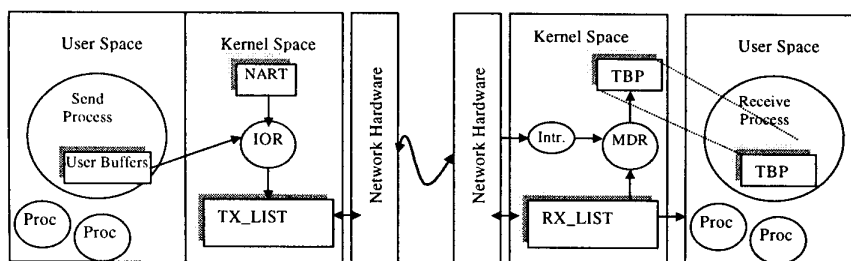 User Space
Kernel Space
NART
Send
Process
IOR
User Buffers
TX_LIST
Proc
Proc
Network Hardware
Network Hardware
Kernel Space
TBP
Intr.
MDR
RX_LIST
User Space
Receive
Process
TBP
Proc
Proc